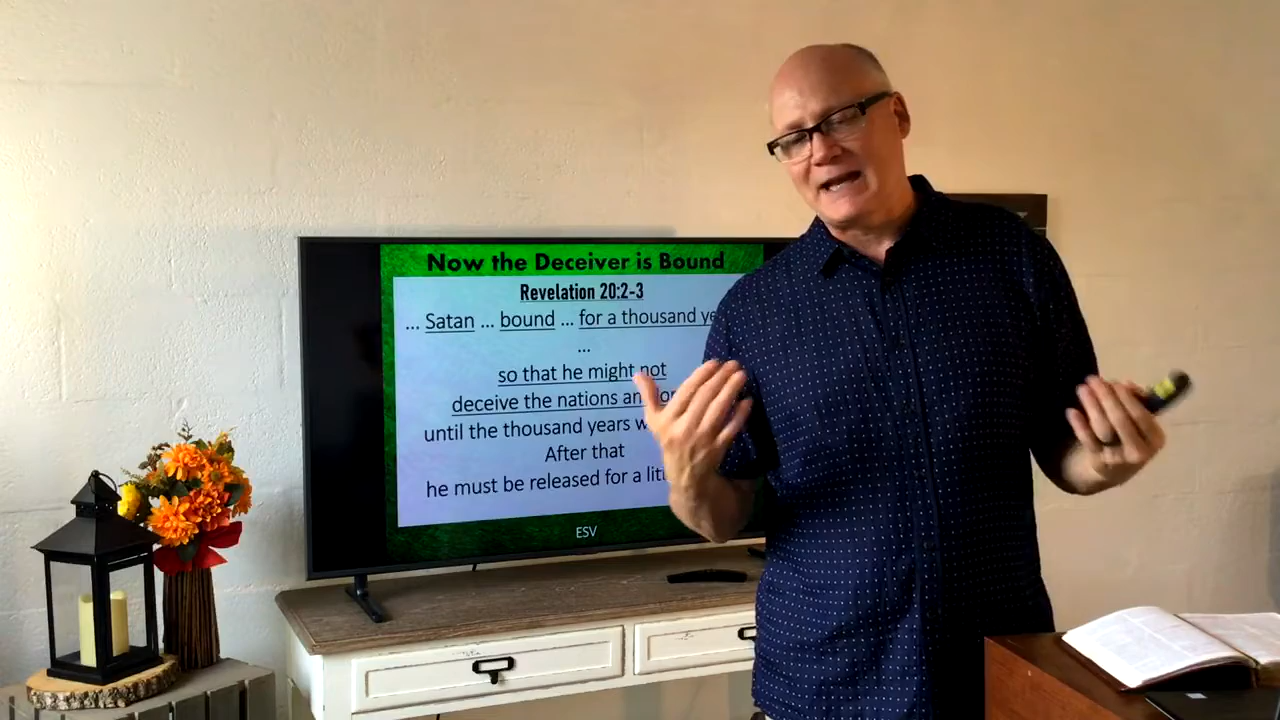 Now the Deceiver is Bound
Revelation 20:2-3
... Satan ... bound ... for a thousand
...
so that he might not
deceive the nations
until the thousand years
After that
he must be released for a
ESV